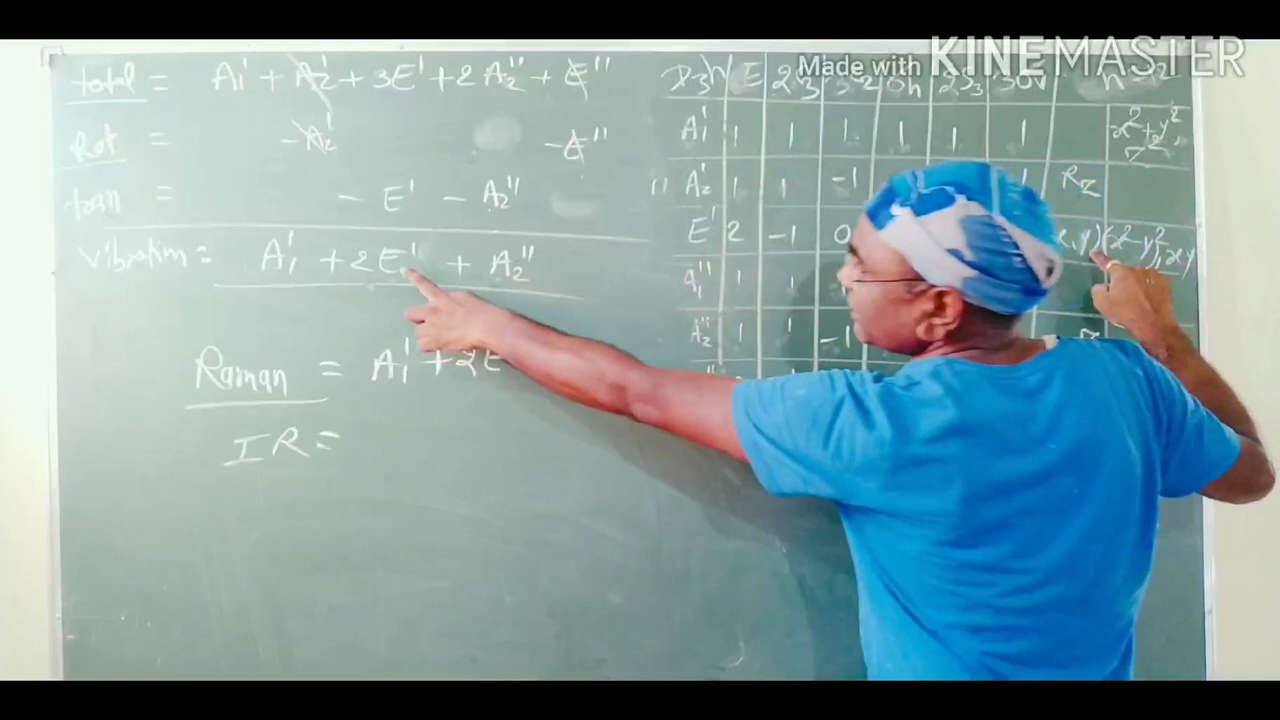 Made with KINEMASTER
total = A₁' + A₂' + 3E' + 2A₂'' + E''
Rot = -A₂' -E''
tran = - E' - A₂''
Vibration = A₁' + 2E' + A₂''
Raman = A₁' + 2E
IR =
D₃h E 2C₃ 3C₂ σh 2S₃ 3σv
A₁' 1 1 1 1 1 1 x²+y², z²
A₂' 1 1 -1 1 Rz
E' 2 -1 0 x,y) (x²-y², xy
A₁'' 1 1
A₂'' 1 1 -1 z